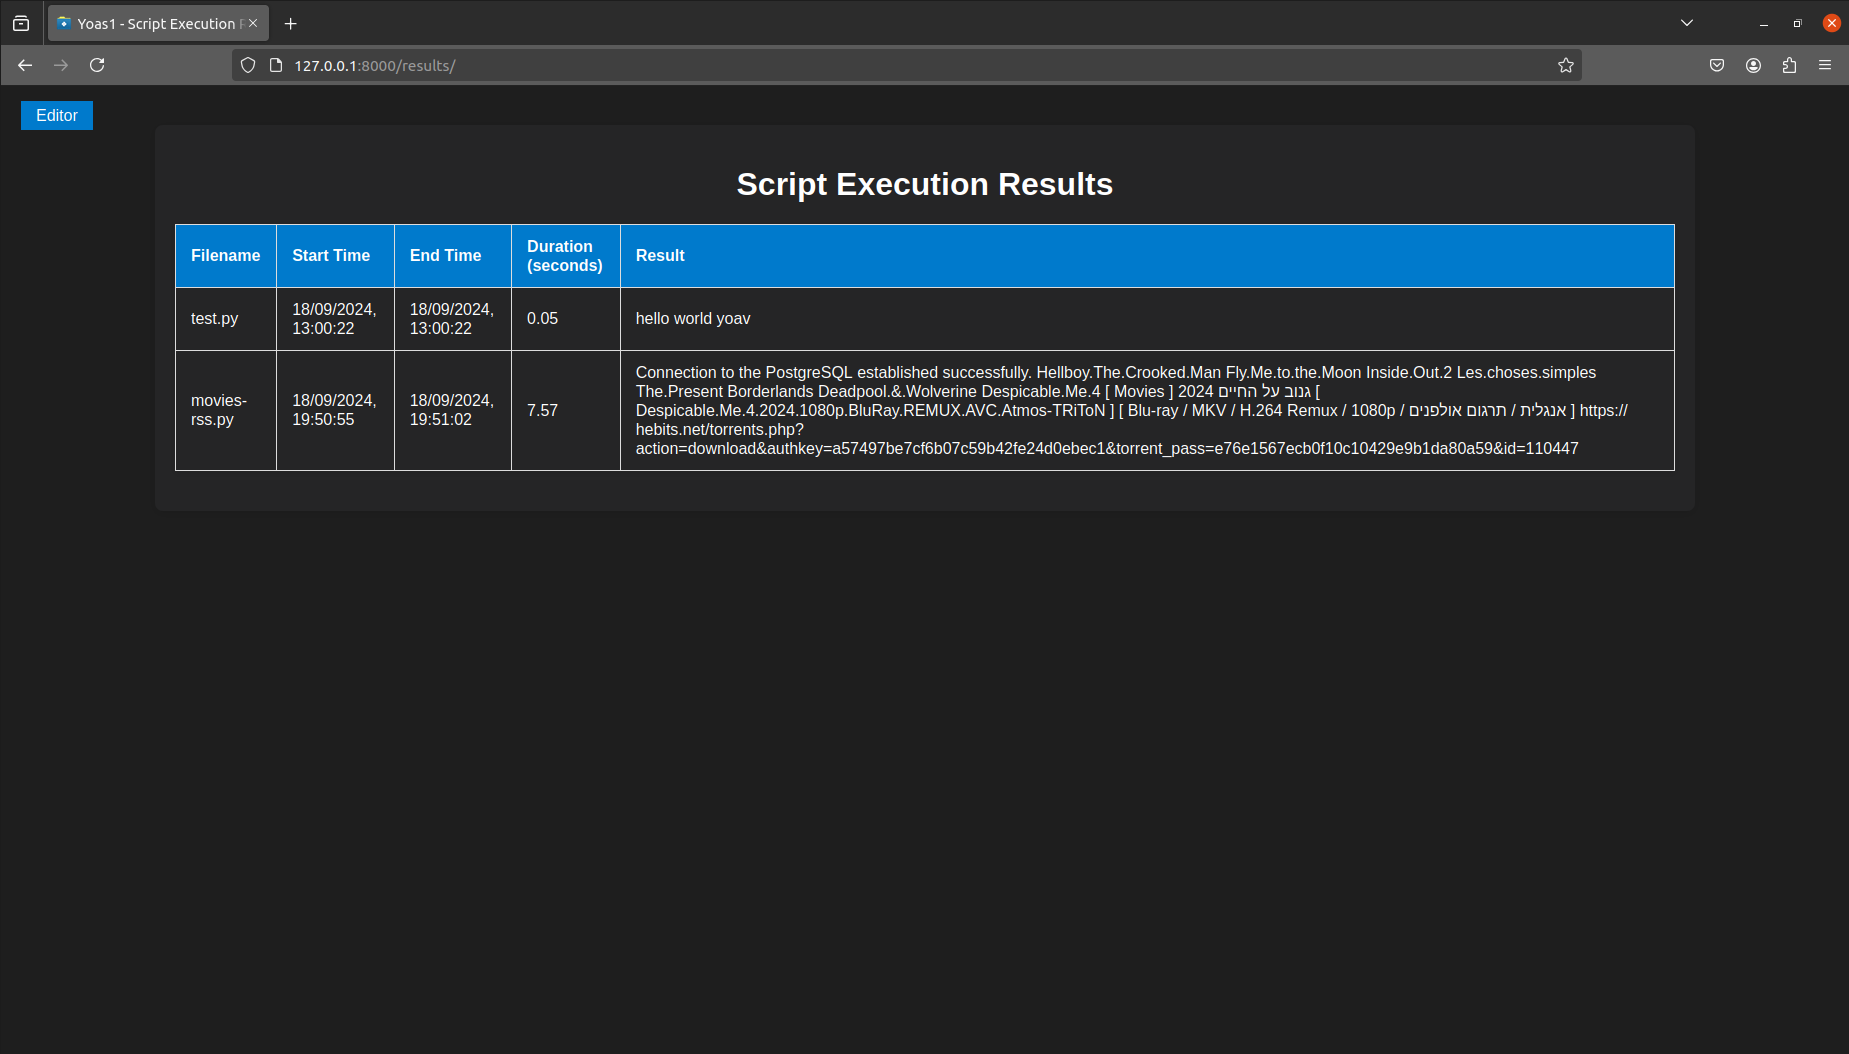 Yoas1 - Script Execution
127.0.0.1:8000/results/
Editor
Script Execution Results
Filename
Start Time
End Time
Duration
(seconds)
Result
test.py
18/09/2024,
13:00:22
18/09/2024,
13:00:22
0.05
hello world yoav
movies-
rss.py
18/09/2024,
19:50:55
18/09/2024,
19:51:02
7.57
Connection to the PostgreSQL established successfully. Hellboy.The.Crooked.Man Fly.Me.to.the.Moon Inside.Out.2 Les.choses.simples
The.Present Borderlands Deadpool.&.Wolverine Despicable.Me.4 [ Movies ] 2024 גנוב על החיים [
Despicable.Me.4.2024.1080p.BluRay.REMUX.AVC.Atmos-TRiToN ] [ Blu-ray / MKV / H.264 Remux / 1080p / אנגלית / תרגום אולפנים ] https://
hebits.net/torrents.php?
action=download&authkey=a57497be7cf6b07c59b42fe24d0ebec1&torrent_pass=e76e1567ecb0f10c10429e9b1da80a59&id=110447